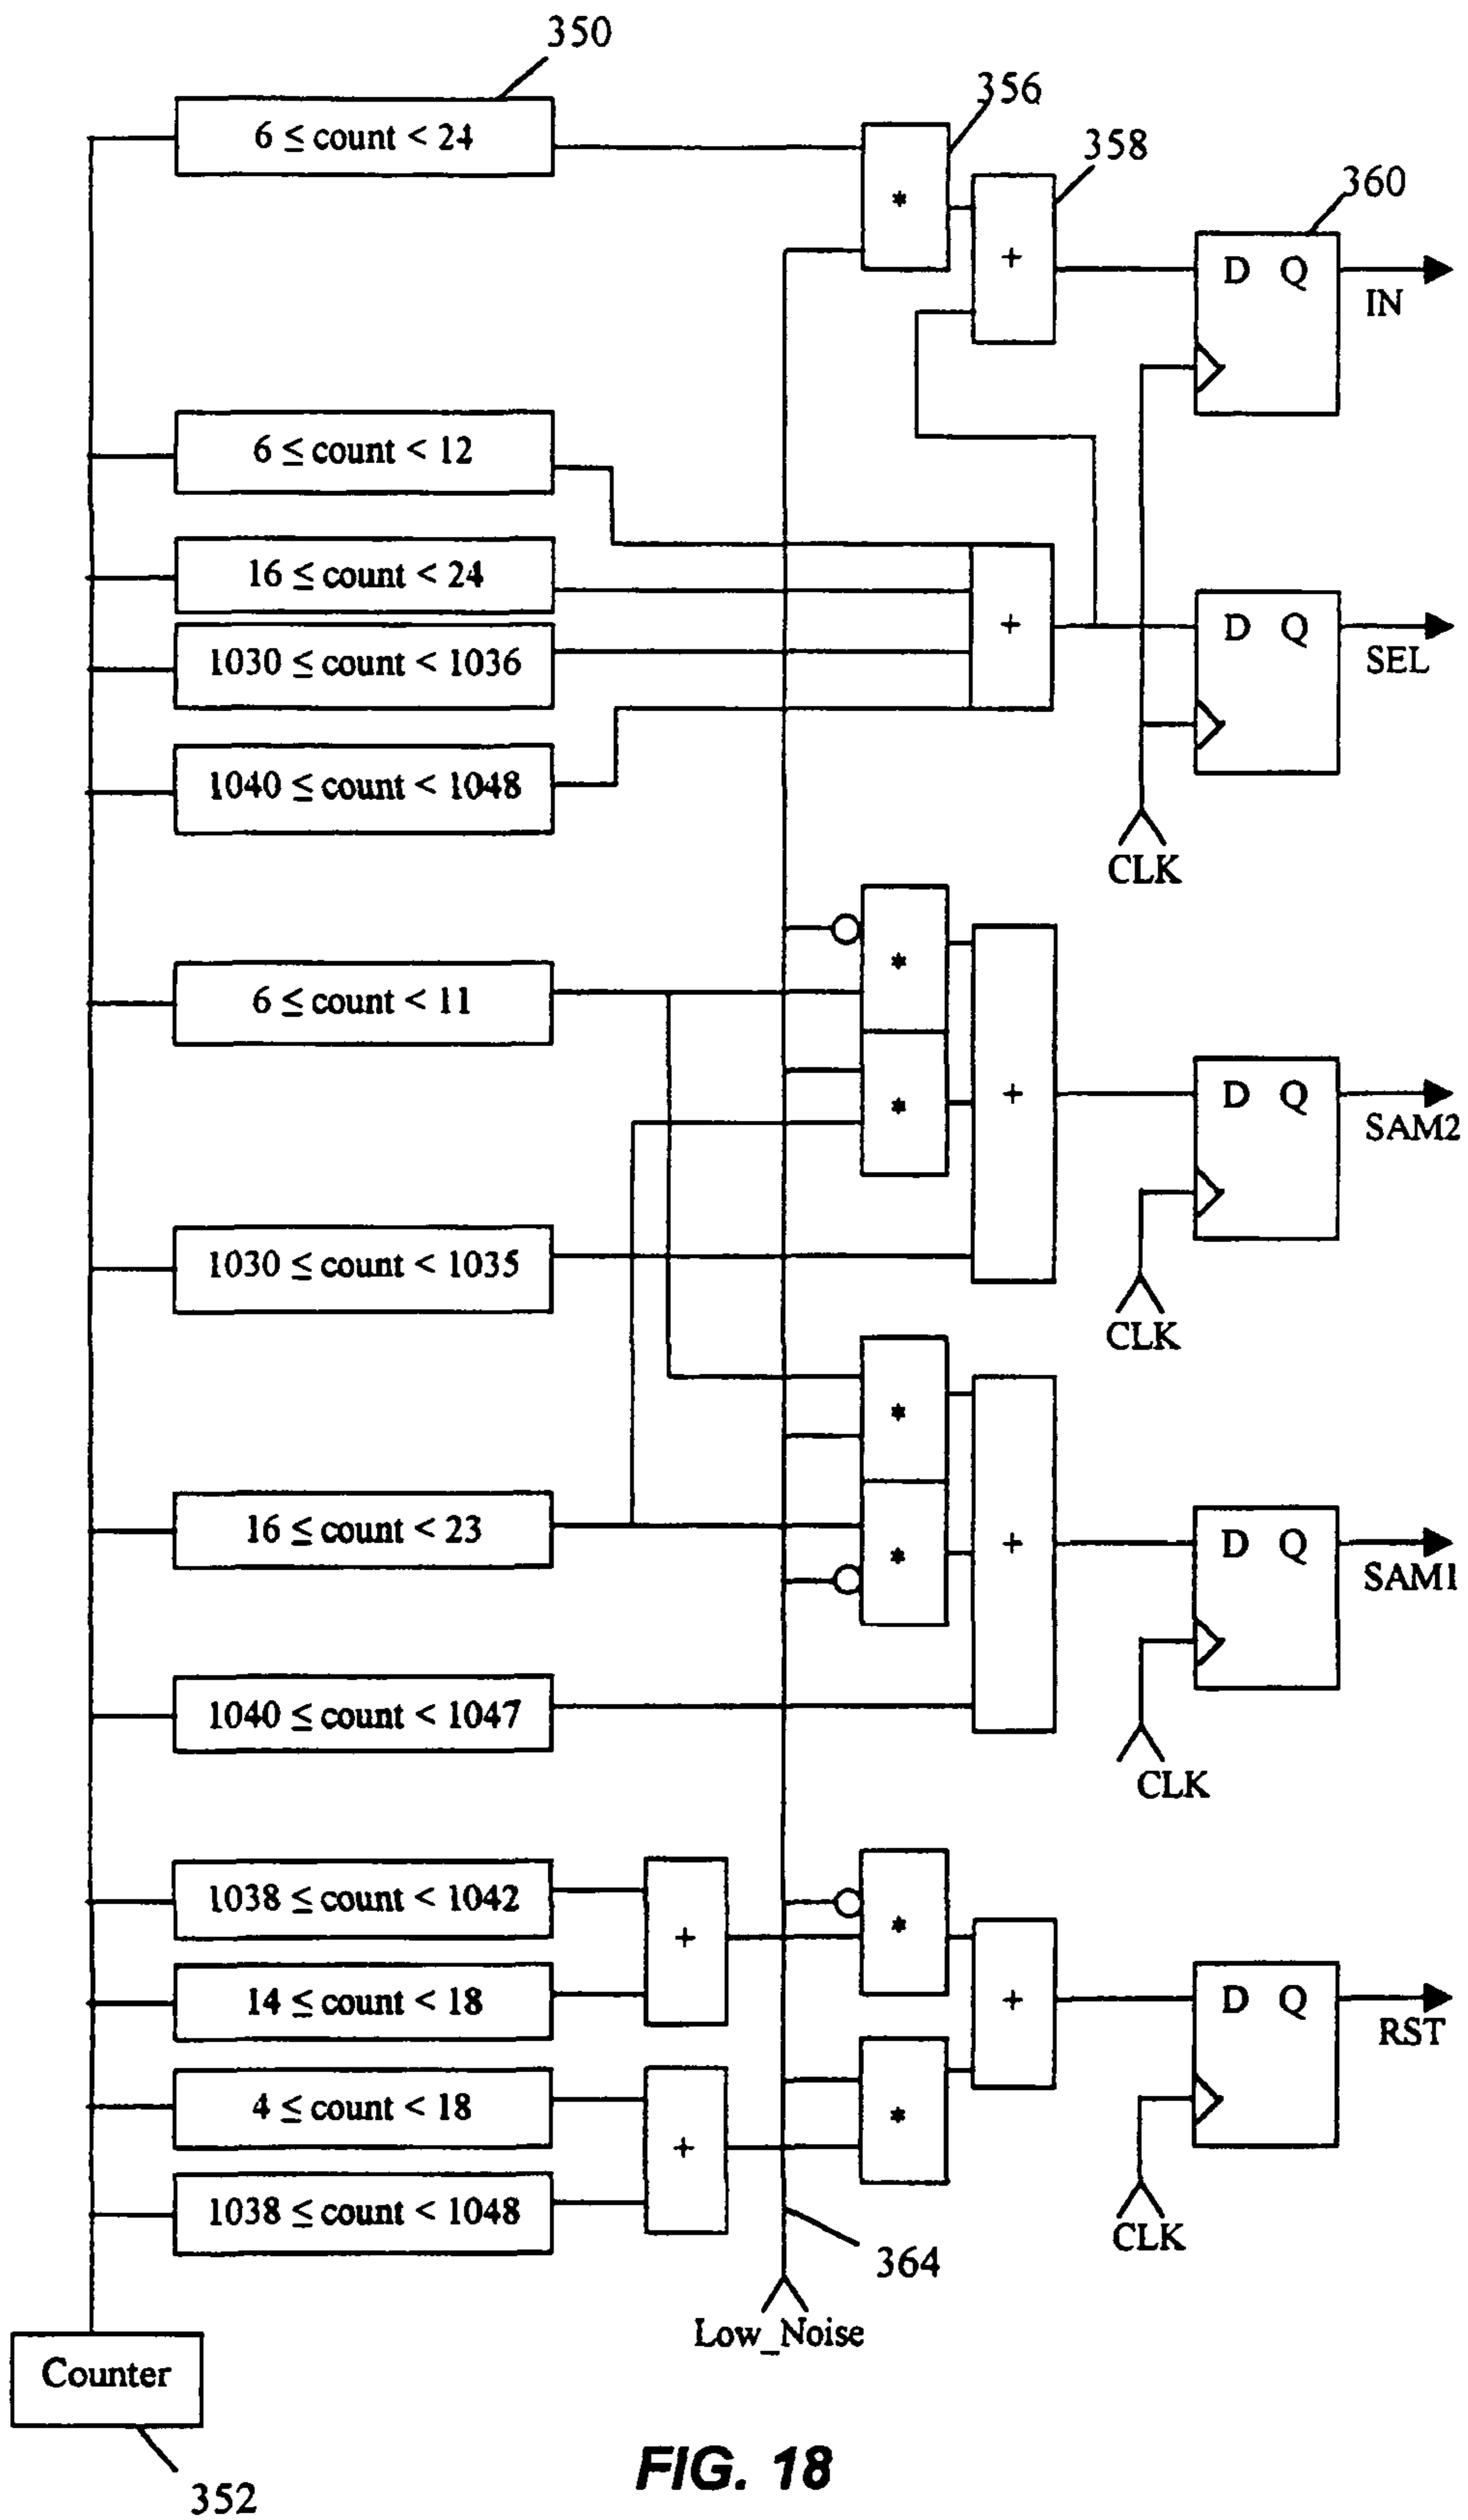 350
356
6 ≤ count < 24
358
*
360
+
D Q
IN
6 ≤ count < 12
16 ≤ count < 24
+
D Q
1030 ≤ count < 1036
SEL
1040 ≤ count < 1048
CLK
*
6 ≤ count < 11
*
+
D Q
SAM2
1030 ≤ count < 1035
CLK
*
16 ≤ count < 23
*
+
D Q
SAM1
1040 ≤ count < 1047
CLK
1038 ≤ count < 1042
*
+
14 ≤ count < 18
+
D Q
RST
4 ≤ count < 18
*
+
1038 ≤ count < 1048
CLK
364
Low_Noise
Counter
352
FIG. 18